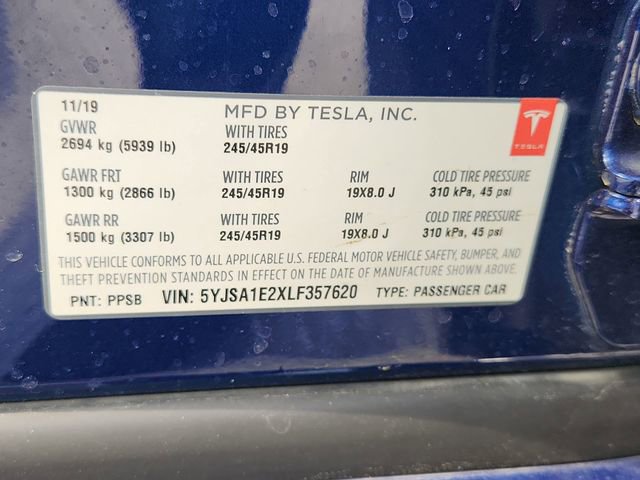 11/19 MFD BY TESLA, INC.
GVWR WITH TIRES
2694 kg (5939 lb) 245/45R19
TESLA
GAWR FRT WITH TIRES RIM COLD TIRE PRESSURE
1300 kg (2866 lb) 245/45R19 19X8.0 J 310 kPa, 45 psi
GAWR RR WITH TIRES RIM COLD TIRE PRESSURE
1500 kg (3307 lb) 245/45R19 19X8.0 J 310 kPa, 45 psi
THIS VEHICLE CONFORMS TO ALL APPLICABLE U.S. FEDERAL MOTOR VEHICLE SAFETY, BUMPER, AND
THEFT PREVENTION STANDARDS IN EFFECT ON THE DATE OF MANUFACTURE SHOWN ABOVE.
PNT: PPSB VIN: 5YJSA1E2XLF357620 TYPE: PASSENGER CAR